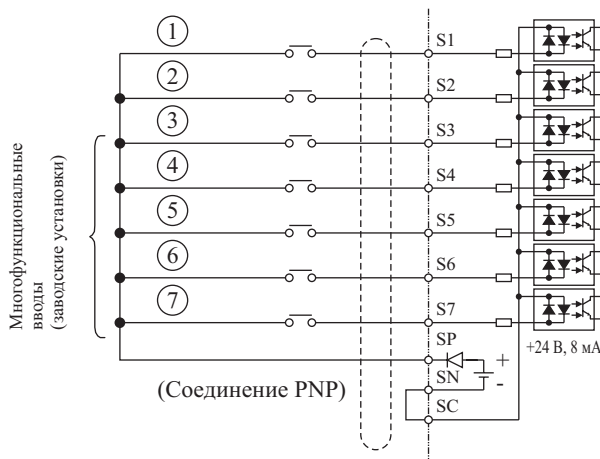 1
S1
2
S2
3
S3
4
S4
5
S5
6
S6
7
S7
Многофункциональные
вводы
(заводские установки)
SP
+
+24 В, 8 мА
SN
-
(Соединение PNP)
SC